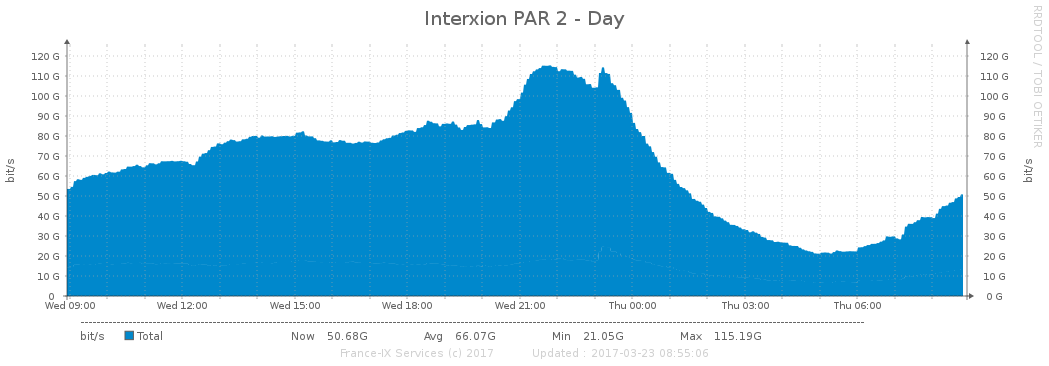 Interxion PAR 2 - Day
RRDTOOL / TOBI OETIKER
120 G 120 G
110 G 110 G
100 G 100 G
90 G 90 G
80 G 80 G
70 G 70 G
60 G 60 G
50 G 50 G
40 G 40 G
30 G 30 G
20 G 20 G
10 G 10 G
0 0 G
bit/s bit/s
Wed 09:00 Wed 12:00 Wed 15:00 Wed 18:00 Wed 21:00 Thu 00:00 Thu 03:00 Thu 06:00
bit/s Total Now 50.68G Avg 66.07G Min 21.05G Max 115.19G
France-IX Services (c) 2017 Updated : 2017-03-23 08:55:06